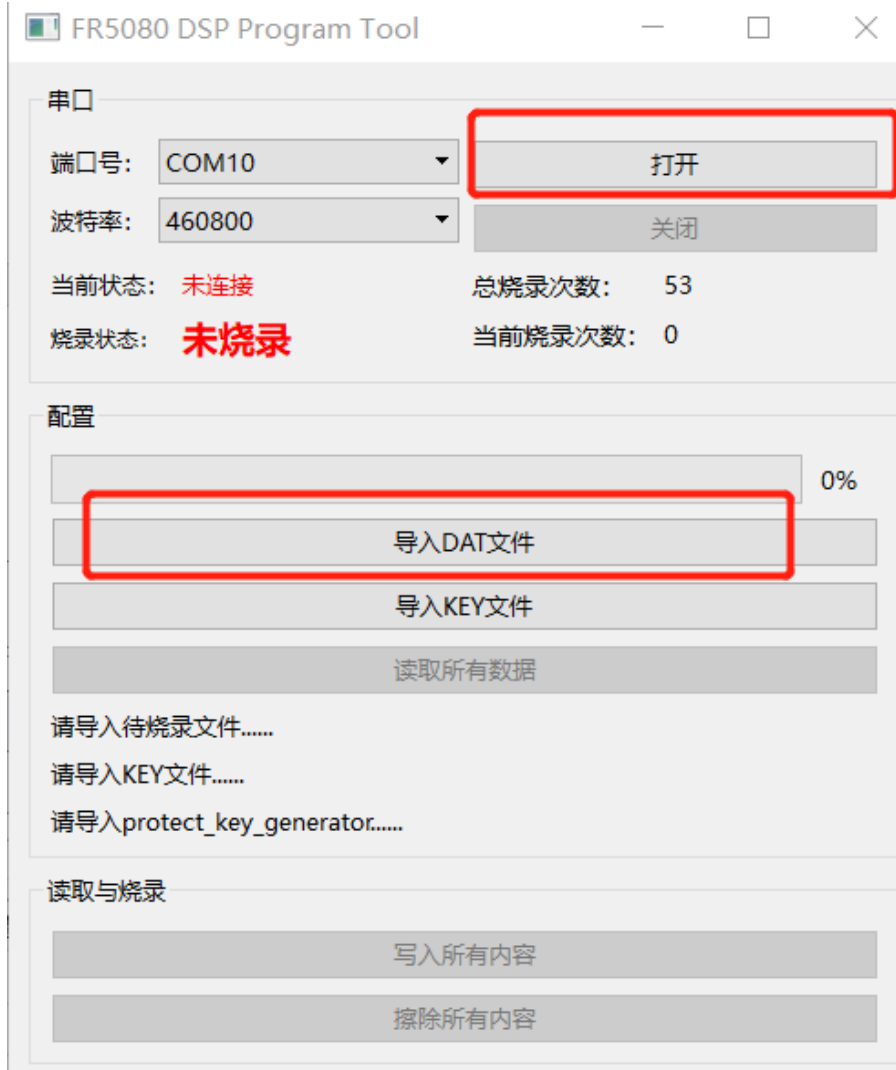 FR5080 DSP Program Tool
串口
端口号: COM10 打开
波特率: 460800 关闭
当前状态: 未连接 总烧录次数: 53
烧录状态: 未烧录 当前烧录次数: 0
配置
0%
导入DAT文件
导入KEY文件
读取所有数据
请导入待烧录文件......
请导入KEY文件......
请导入protect_key_generator......
读取与烧录
写入所有内容
擦除所有内容